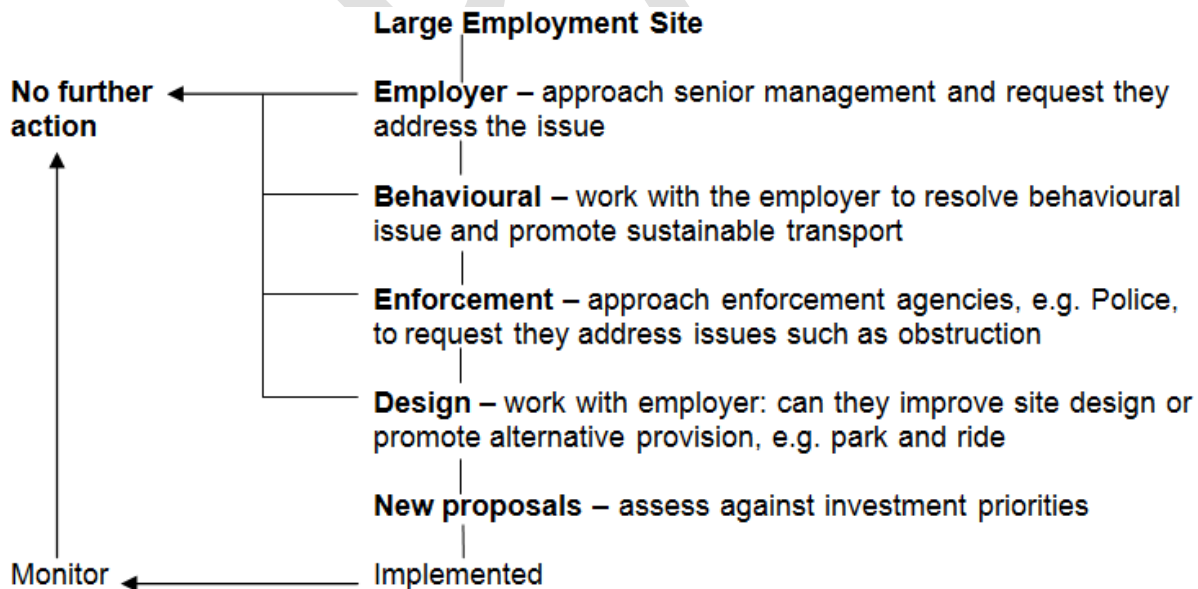 Large Employment Site
No further
action
Employer – approach senior management and request they
address the issue
Behavioural – work with the employer to resolve behavioural
issue and promote sustainable transport
Enforcement – approach enforcement agencies, e.g. Police,
to request they address issues such as obstruction
Design – work with employer: can they improve site design or
promote alternative provision, e.g. park and ride
New proposals – assess against investment priorities
Monitor
Implemented